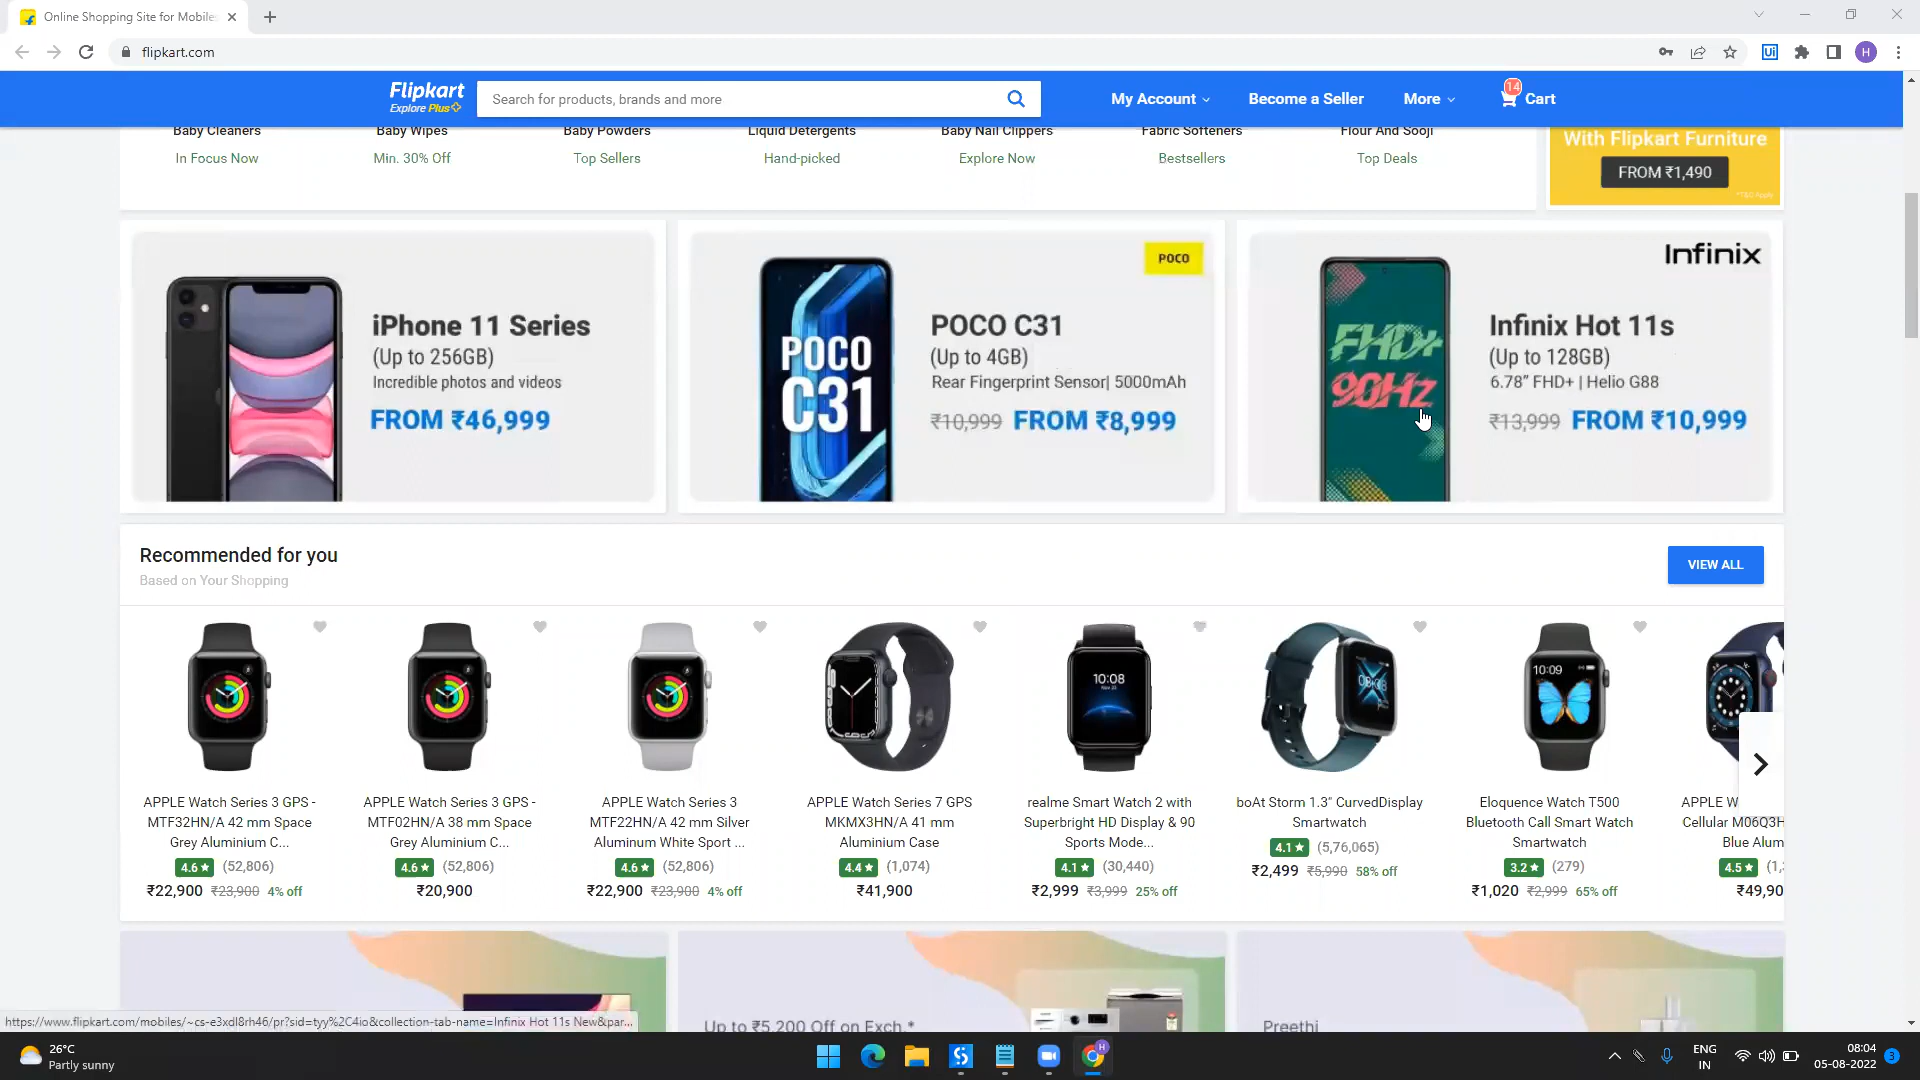 Online Shopping Site for Mobiles
flipkart.com
Ui
H
Flipkart
Explore Plus
Search for products, brands and more
My Account
Become a Seller
More
14
Cart
Baby Cleaners
Baby Wipes
Baby Powders
Liquid Detergents
Baby Nail Clippers
Fabric Softeners
Flour And Sooji
In Focus Now
Min. 30% Off
Top Sellers
Hand-picked
Explore Now
Bestsellers
Top Deals
With Flipkart Furniture
FROM ₹1,490
*T&C Apply
iPhone 11 Series
(Up to 256GB)
Incredible photos and videos
FROM ₹46,999
POCO
POCO
C31
POCO C31
(Up to 4GB)
Rear Fingerprint Sensor| 5000mAh
₹10,999 FROM ₹8,999
Infinix
FHD+
90Hz
Infinix Hot 11s
(Up to 128GB)
6.78" FHD+ | Helio G88
₹13,999 FROM ₹10,999
Recommended for you
Based on Your Shopping
VIEW ALL
10:08
10:09
APPLE Watch Series 3 GPS -
MTF32HN/A 42 mm Space
Grey Aluminium C...
4.6★ (52,806)
₹22,900 ₹23,900 4% off
APPLE Watch Series 3 GPS -
MTF02HN/A 38 mm Space
Grey Aluminium C...
4.6★ (52,806)
₹20,900
APPLE Watch Series 3
MTF22HN/A 42 mm Silver
Aluminum White Sport ...
4.6★ (52,806)
₹22,900 ₹23,900 4% off
APPLE Watch Series 7 GPS
MKMX3HN/A 41 mm
Aluminium Case
4.4★ (1,074)
₹41,900
realme Smart Watch 2 with
Superbright HD Display & 90
Sports Mode...
4.1★ (30,440)
₹2,999 ₹3,999 25% off
boAt Storm 1.3" CurvedDisplay
Smartwatch
4.1★ (5,76,065)
₹2,499 ₹5,990 58% off
Eloquence Watch T500
Bluetooth Call Smart Watch
Smartwatch
3.2★ (279)
₹1,020 ₹2,999 65% off
APPLE W
Cellular M06Q3H
Blue Alum
4.5★ (1,
₹49,90
Up to ₹5,200 Off on Exch.*
Preethi
https://www.flipkart.com/mobiles/~cs-e3xdl8rh46/pr?sid=tyy%2C4io&collection-tab-name=Infinix Hot 11s New&par...
26°C
Partly sunny
H
ENG
IN
08:04
05-08-2022
3